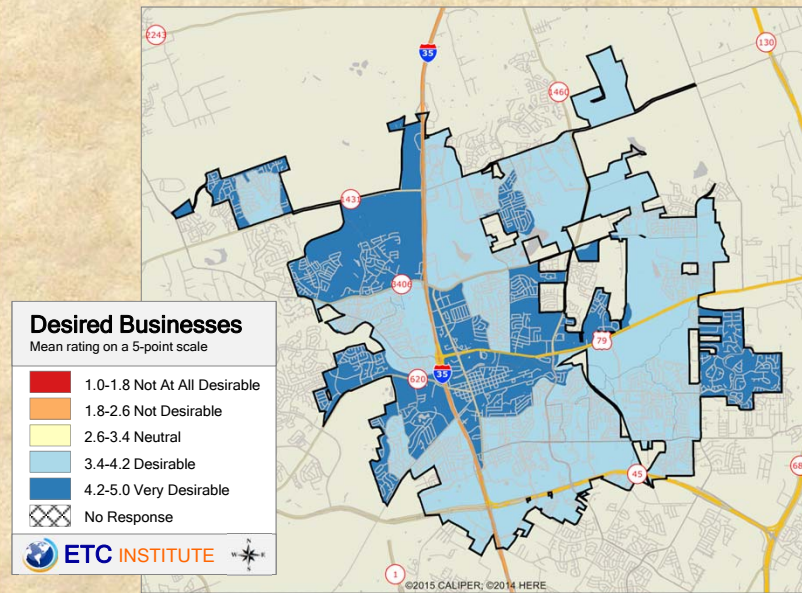 2243
35
130
1460
1431
3406
79
620
35
45
68
1
Desired Businesses
Mean rating on a 5-point scale
1.0-1.8 Not At All Desirable
1.8-2.6 Not Desirable
2.6-3.4 Neutral
3.4-4.2 Desirable
4.2-5.0 Very Desirable
No Response
ETC INSTITUTE
N
W E
S
©2015 CALIPER; ©2014 HERE